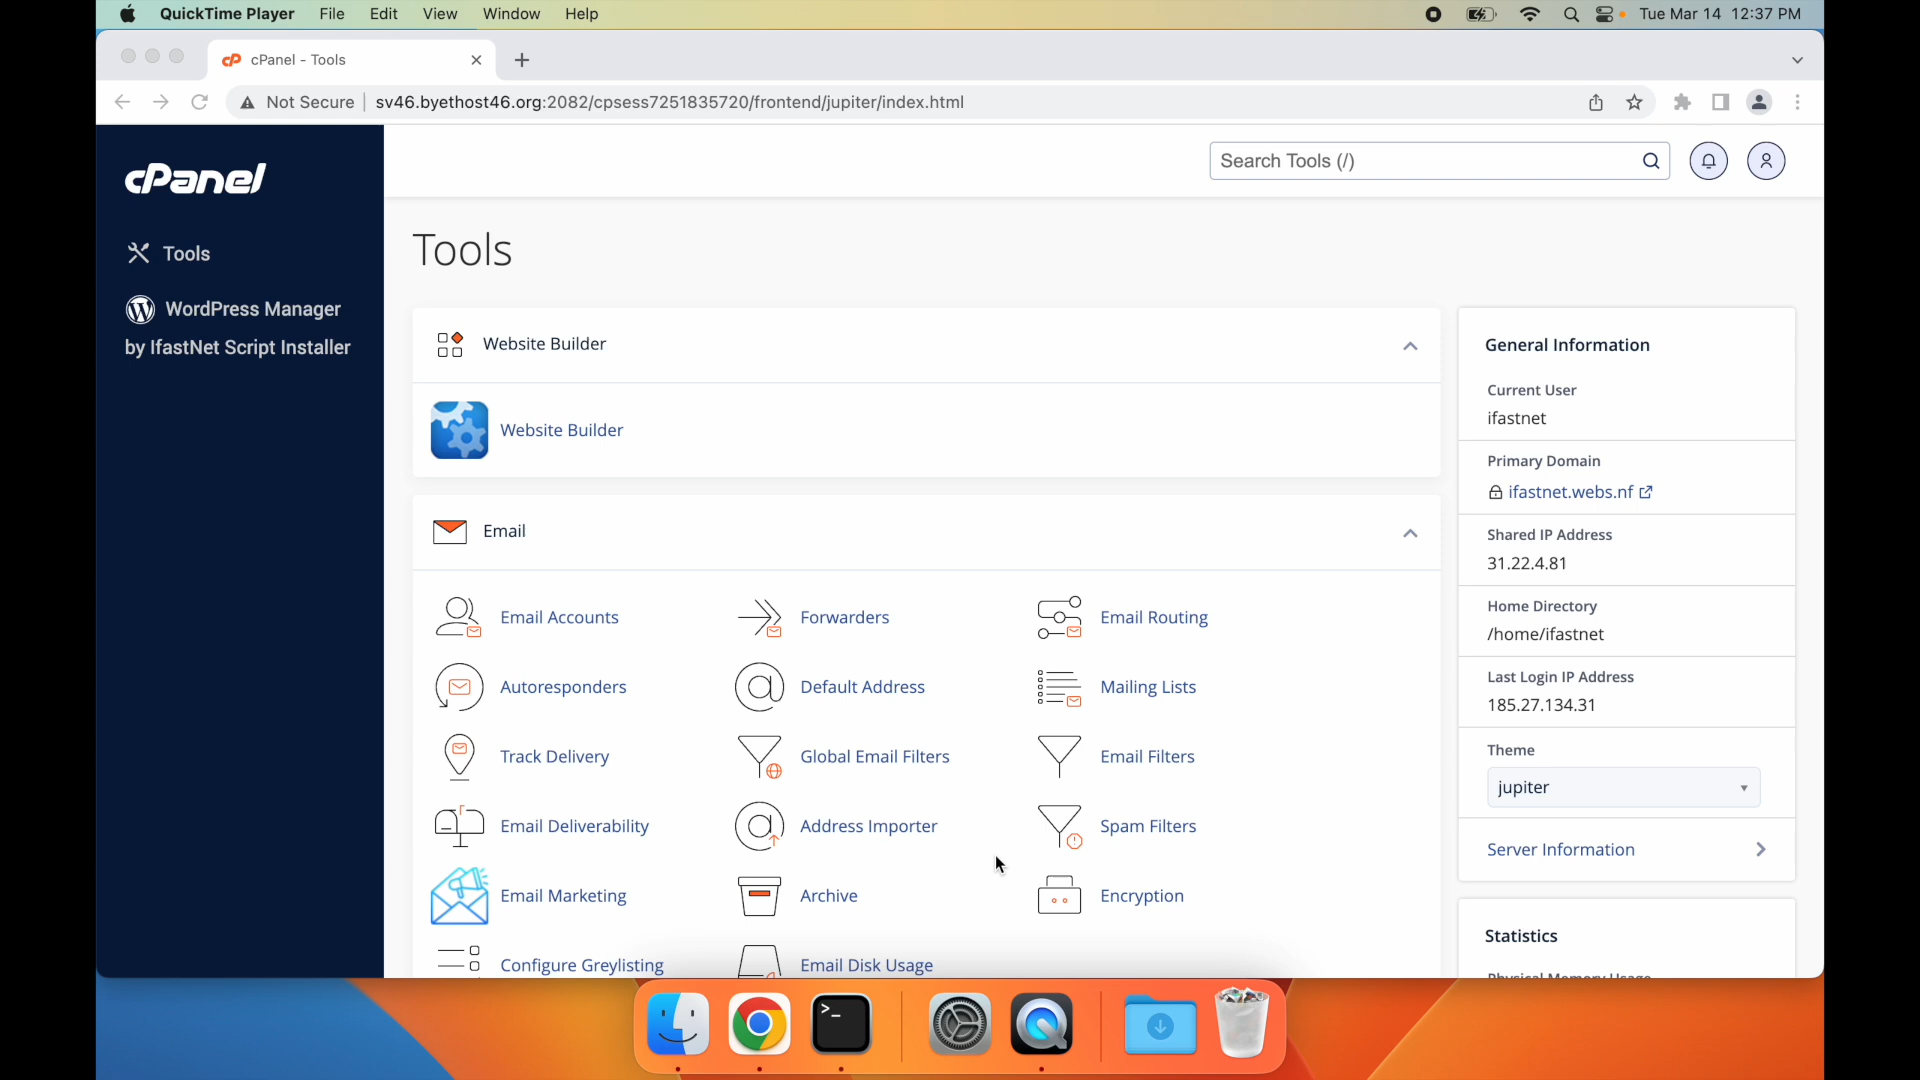 QuickTime Player File Edit View Window Help Tue Mar 14 12:37 PM
cPanel - Tools
Not Secure sv46.byethost46.org:2082/cpsess7251835720/frontend/jupiter/index.html
cPanel
Search Tools (/)
Tools
WordPress Manager
by IfastNet Script Installer
Tools
Website Builder
Website Builder
Email
Email Accounts Forwarders Email Routing
Autoresponders Default Address Mailing Lists
Track Delivery Global Email Filters Email Filters
Email Deliverability Address Importer Spam Filters
Email Marketing Archive Encryption
Configure Greylisting Email Disk Usage
General Information
Current User
ifastnet
Primary Domain
ifastnet.webs.nf
Shared IP Address
31.22.4.81
Home Directory
/home/ifastnet
Last Login IP Address
185.27.134.31
Theme
jupiter
Server Information
Statistics
Physical Memory Usage